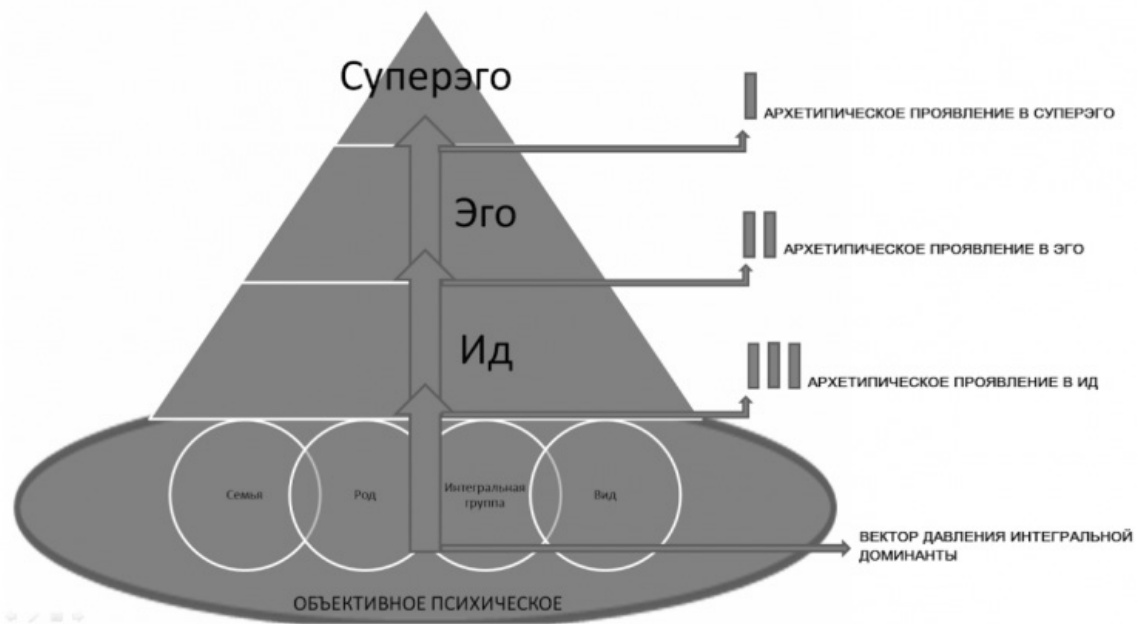 Суперэго
АРХЕТИПИЧЕСКОЕ ПРОЯВЛЕНИЕ В СУПЕРЭГО
Эго
АРХЕТИПИЧЕСКОЕ ПРОЯВЛЕНИЕ В ЭГО
Ид
АРХЕТИПИЧЕСКОЕ ПРОЯВЛЕНИЕ В ИД
Семья
Род
Интегральная
группа
Вид
ВЕКТОР ДАВЛЕНИЯ ИНТЕГРАЛЬНОЙ
ДОМИНАНТЫ
ОБЪЕКТИВНОЕ ПСИХИЧЕСКОЕ